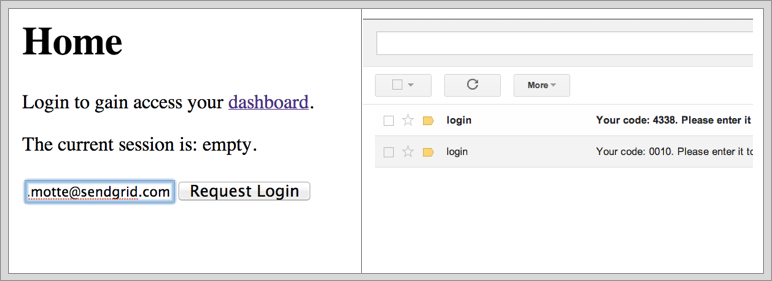 Home
Login to gain access your dashboard.
The current session is: empty.
.motte@sendgrid.com Request Login
More
login Your code: 4338. Please enter it
login Your code: 0010. Please enter it to